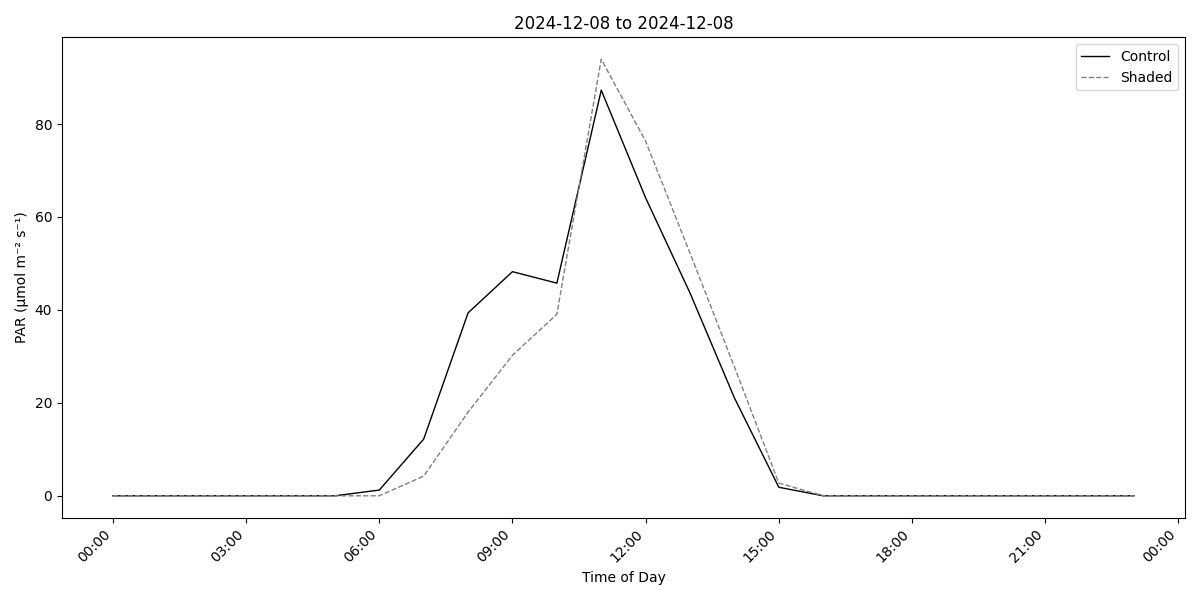 2024-12-08 to 2024-12-08
Control
Shaded
PAR (μmol m⁻² s⁻¹)
80
60
40
20
0
00:00
03:00
06:00
09:00
12:00
15:00
18:00
21:00
00:00
Time of Day